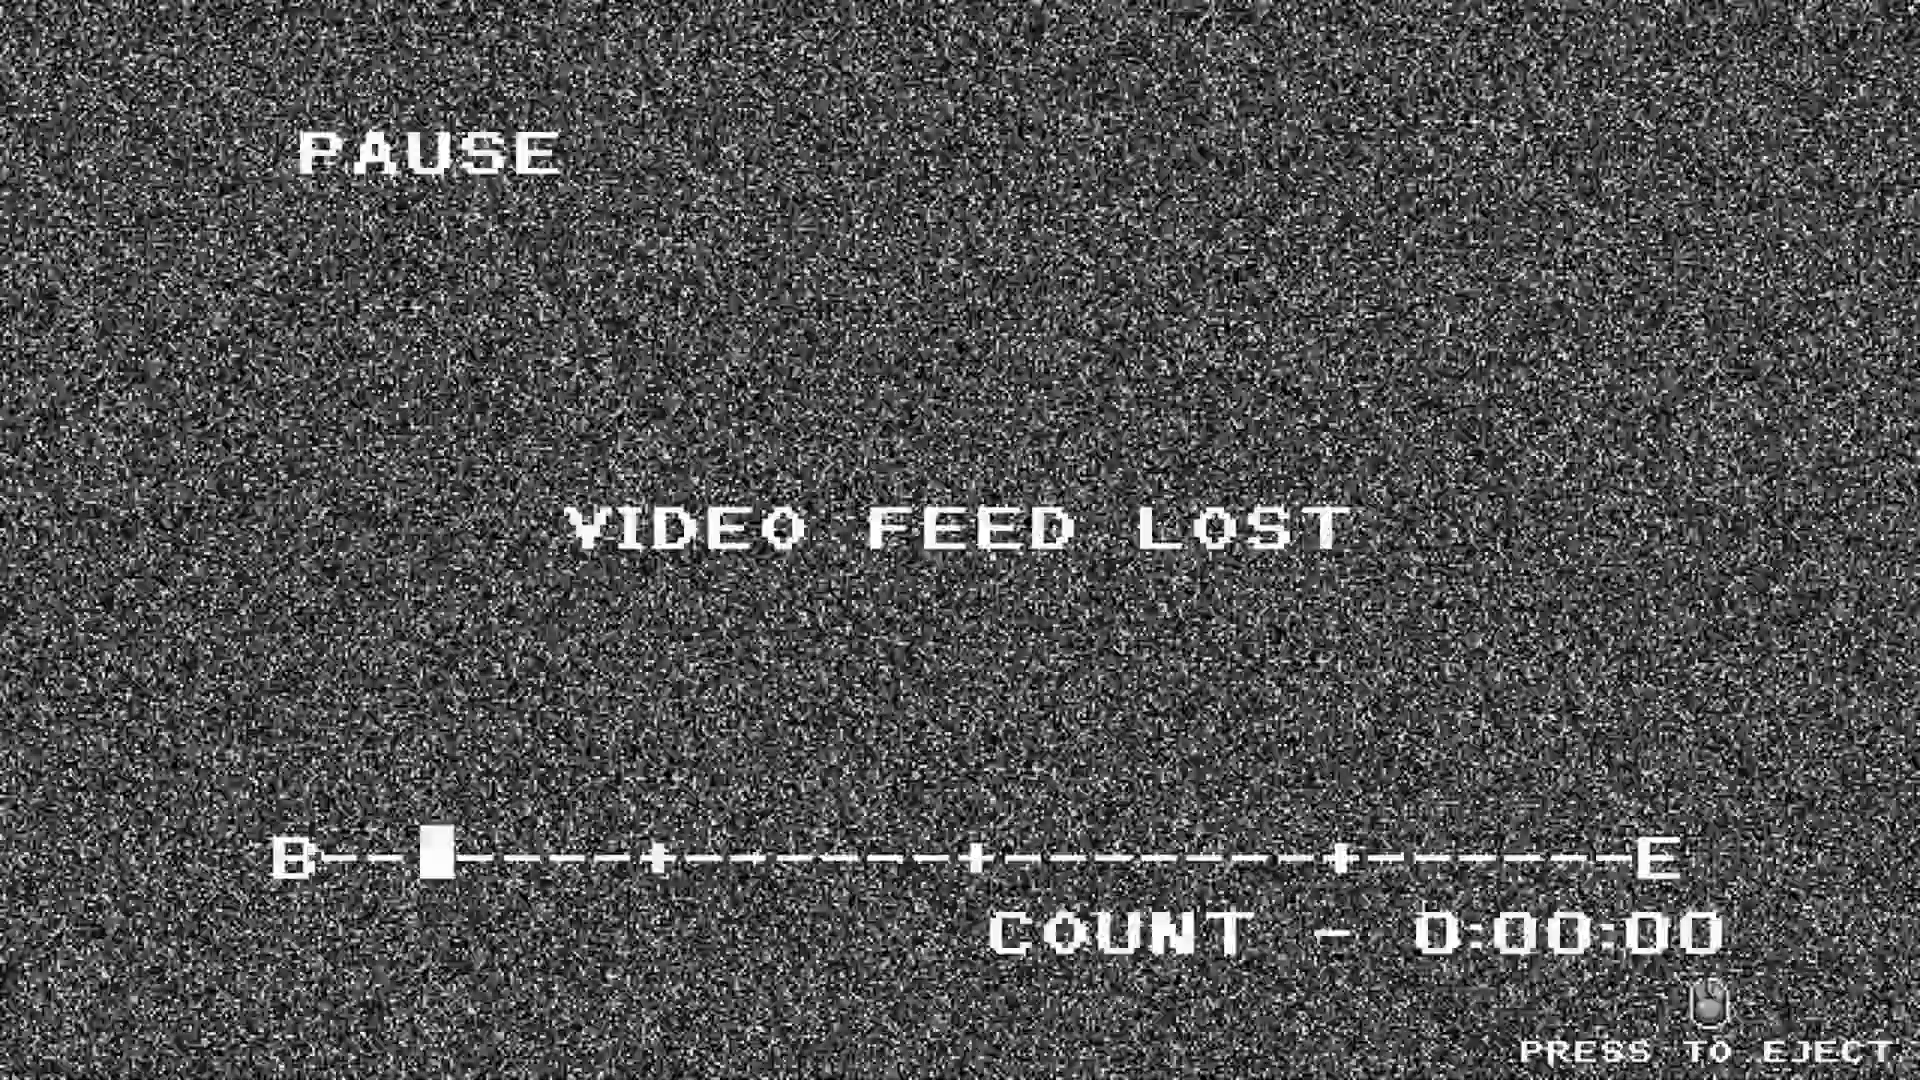 PAUSE
VIDEO FEED LOST
B E
COUNT - 0:00:00
PRESS TO EJECT